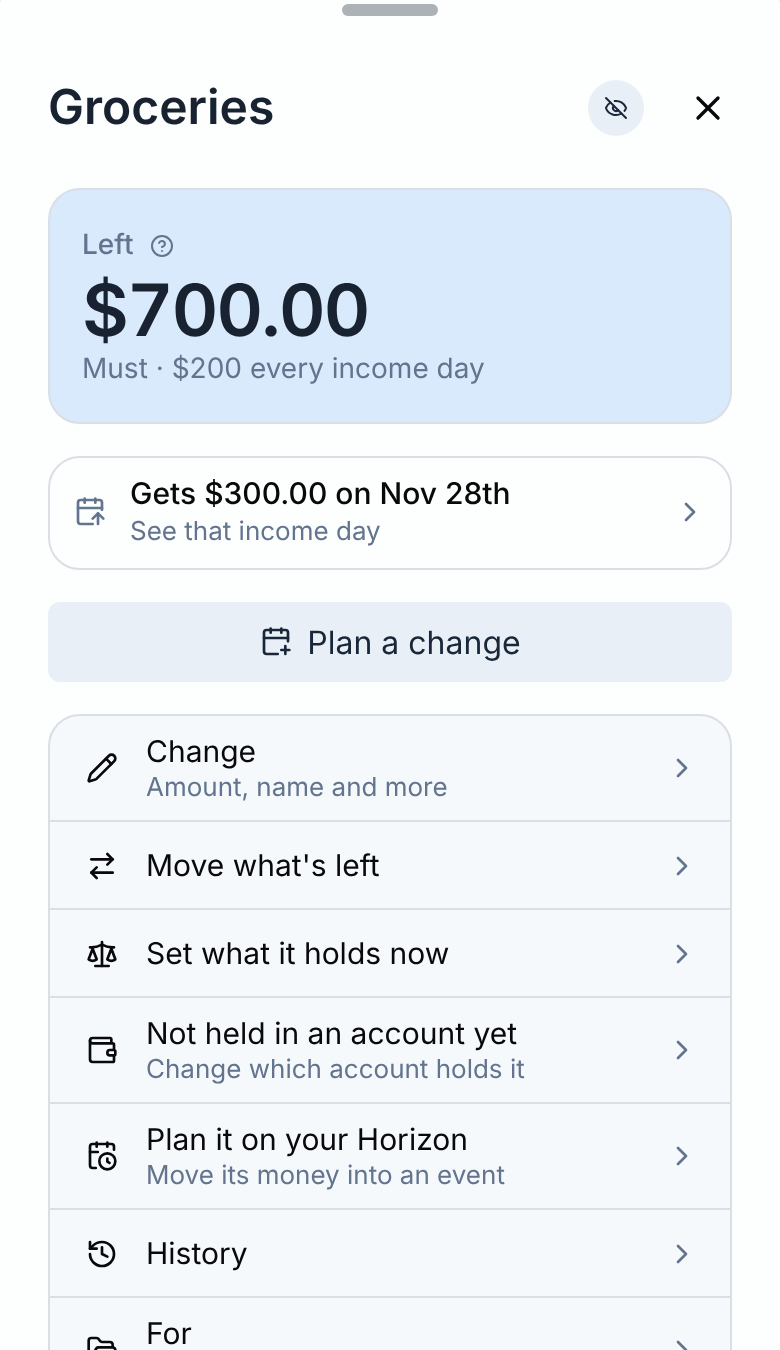 Groceries
Left
$700.00
Must · $200 every income day
Gets $300.00 on Nov 28th
See that income day
Plan a change
Change
Amount, name and more
Move what's left
Set what it holds now
Not held in an account yet
Change which account holds it
Plan it on your Horizon
Move its money into an event
History
For